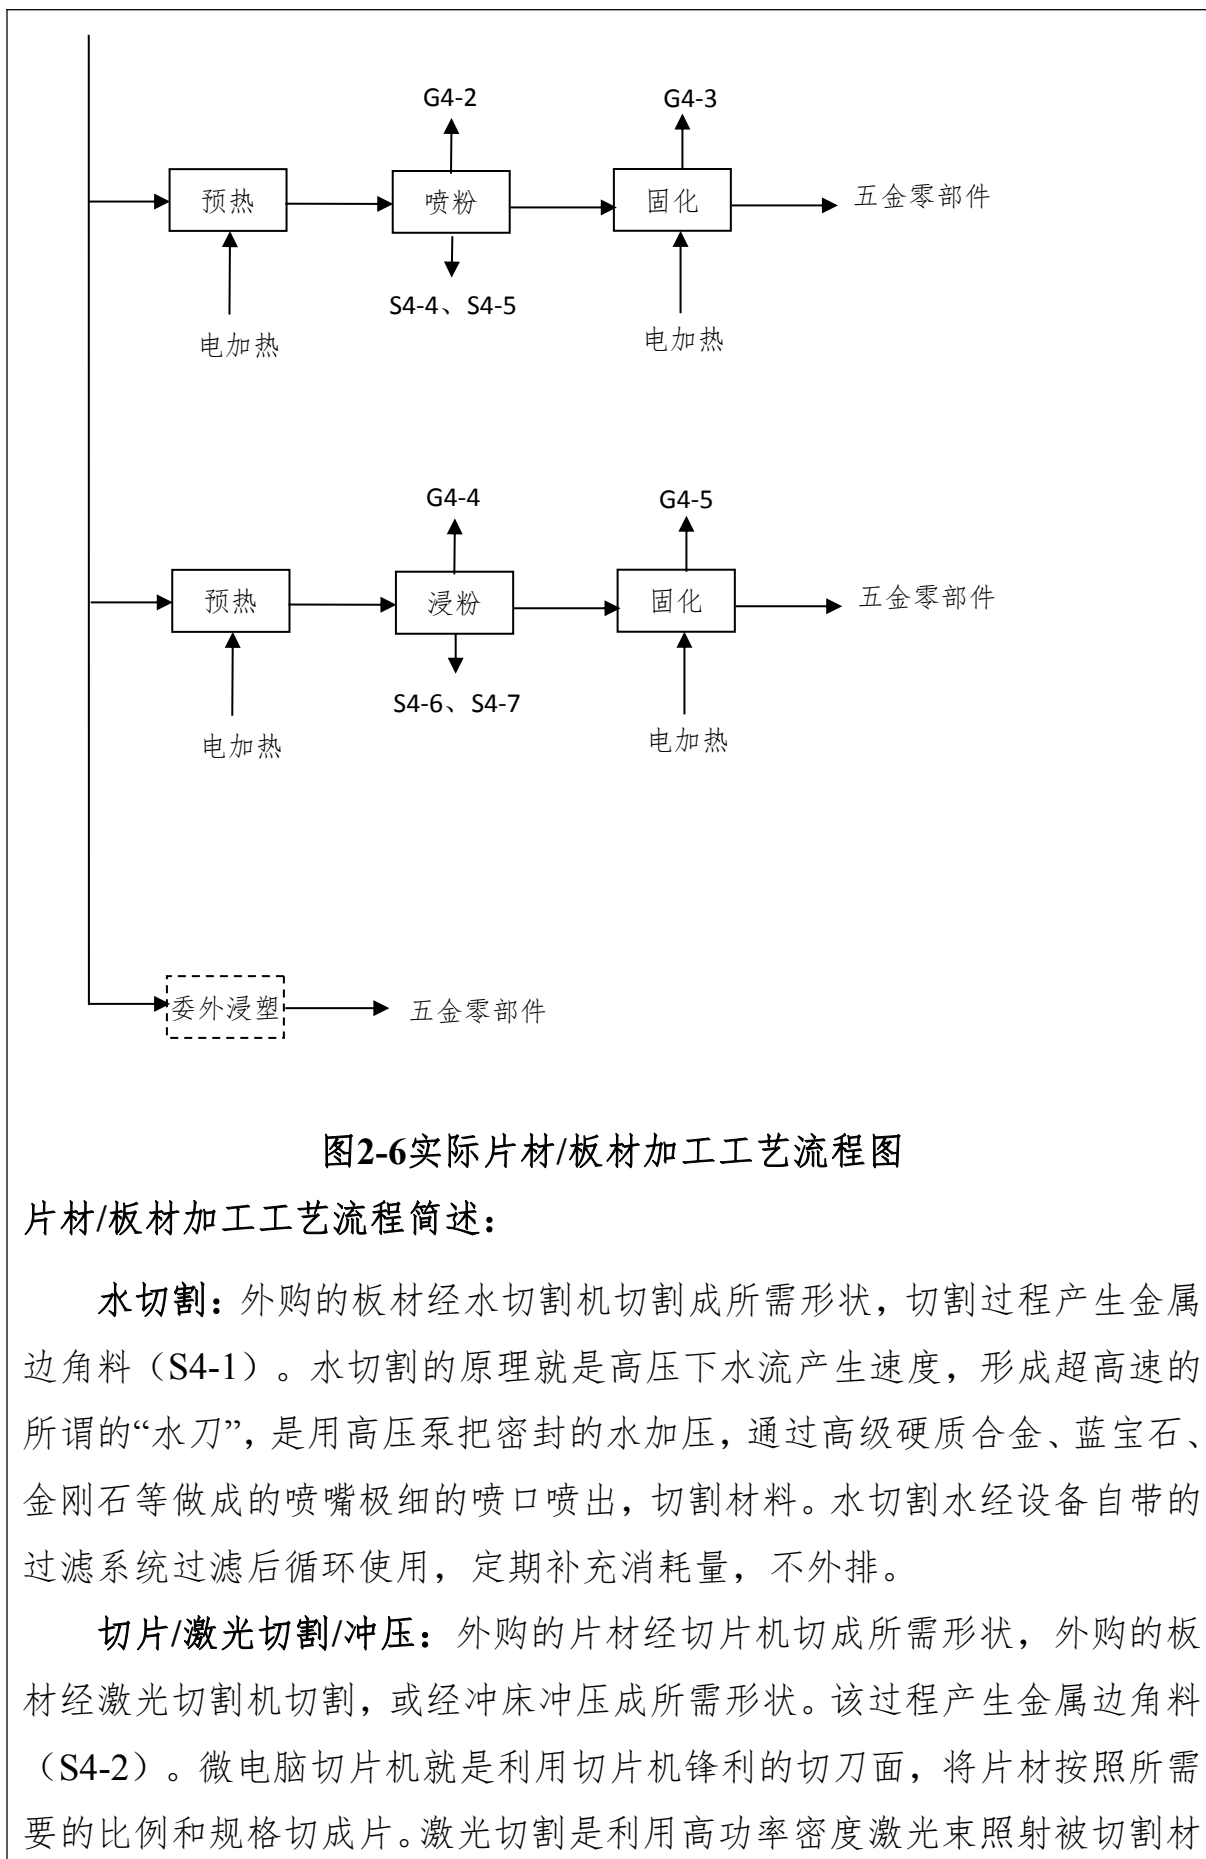 G4-2
G4-3
预热
喷粉
固化
五金零部件
S4-4、S4-5
电加热
电加热
G4-4
G4-5
预热
浸粉
固化
五金零部件
S4-6、S4-7
电加热
电加热
委外浸塑
五金零部件
图2-6实际片材/板材加工工艺流程图
片材/板材加工工艺流程简述：
水切割：外购的板材经水切割机切割成所需形状，切割过程产生金属
边角料（S4-1）。水切割的原理就是高压下水流产生速度，形成超高速的
所谓的“水刀”，是用高压泵把密封的水加压，通过高级硬质合金、蓝宝石、
金刚石等做成的喷嘴极细的喷口喷出，切割材料。水切割水经设备自带的
过滤系统过滤后循环使用，定期补充消耗量，不外排。
切片/激光切割/冲压：外购的片材经切片机切成所需形状，外购的板
材经激光切割机切割，或经冲床冲压成所需形状。该过程产生金属边角料
（S4-2）。微电脑切片机就是利用切片机锋利的切刀面，将片材按照所需
要的比例和规格切成片。激光切割是利用高功率密度激光束照射被切割材